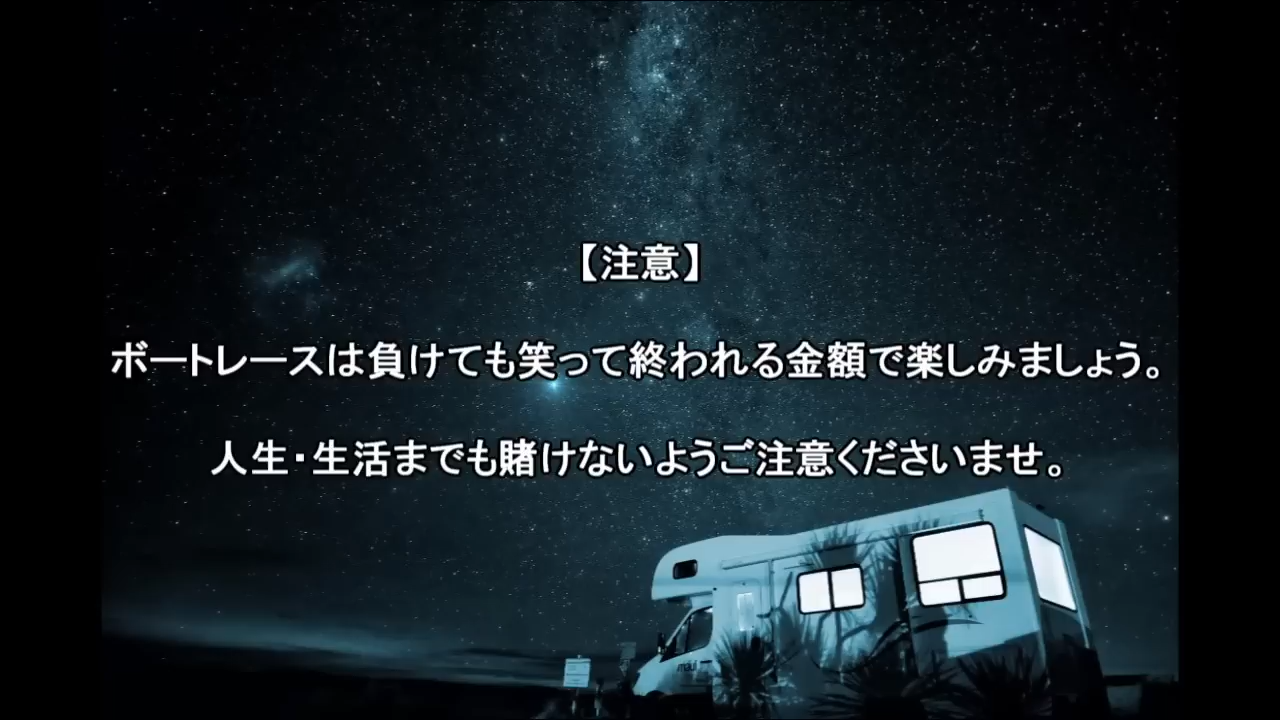 【注意】
ボートレースは負けても笑って終われる金額で楽しみましょう。
人生・生活までも賭けないようご注意くださいませ。
maui